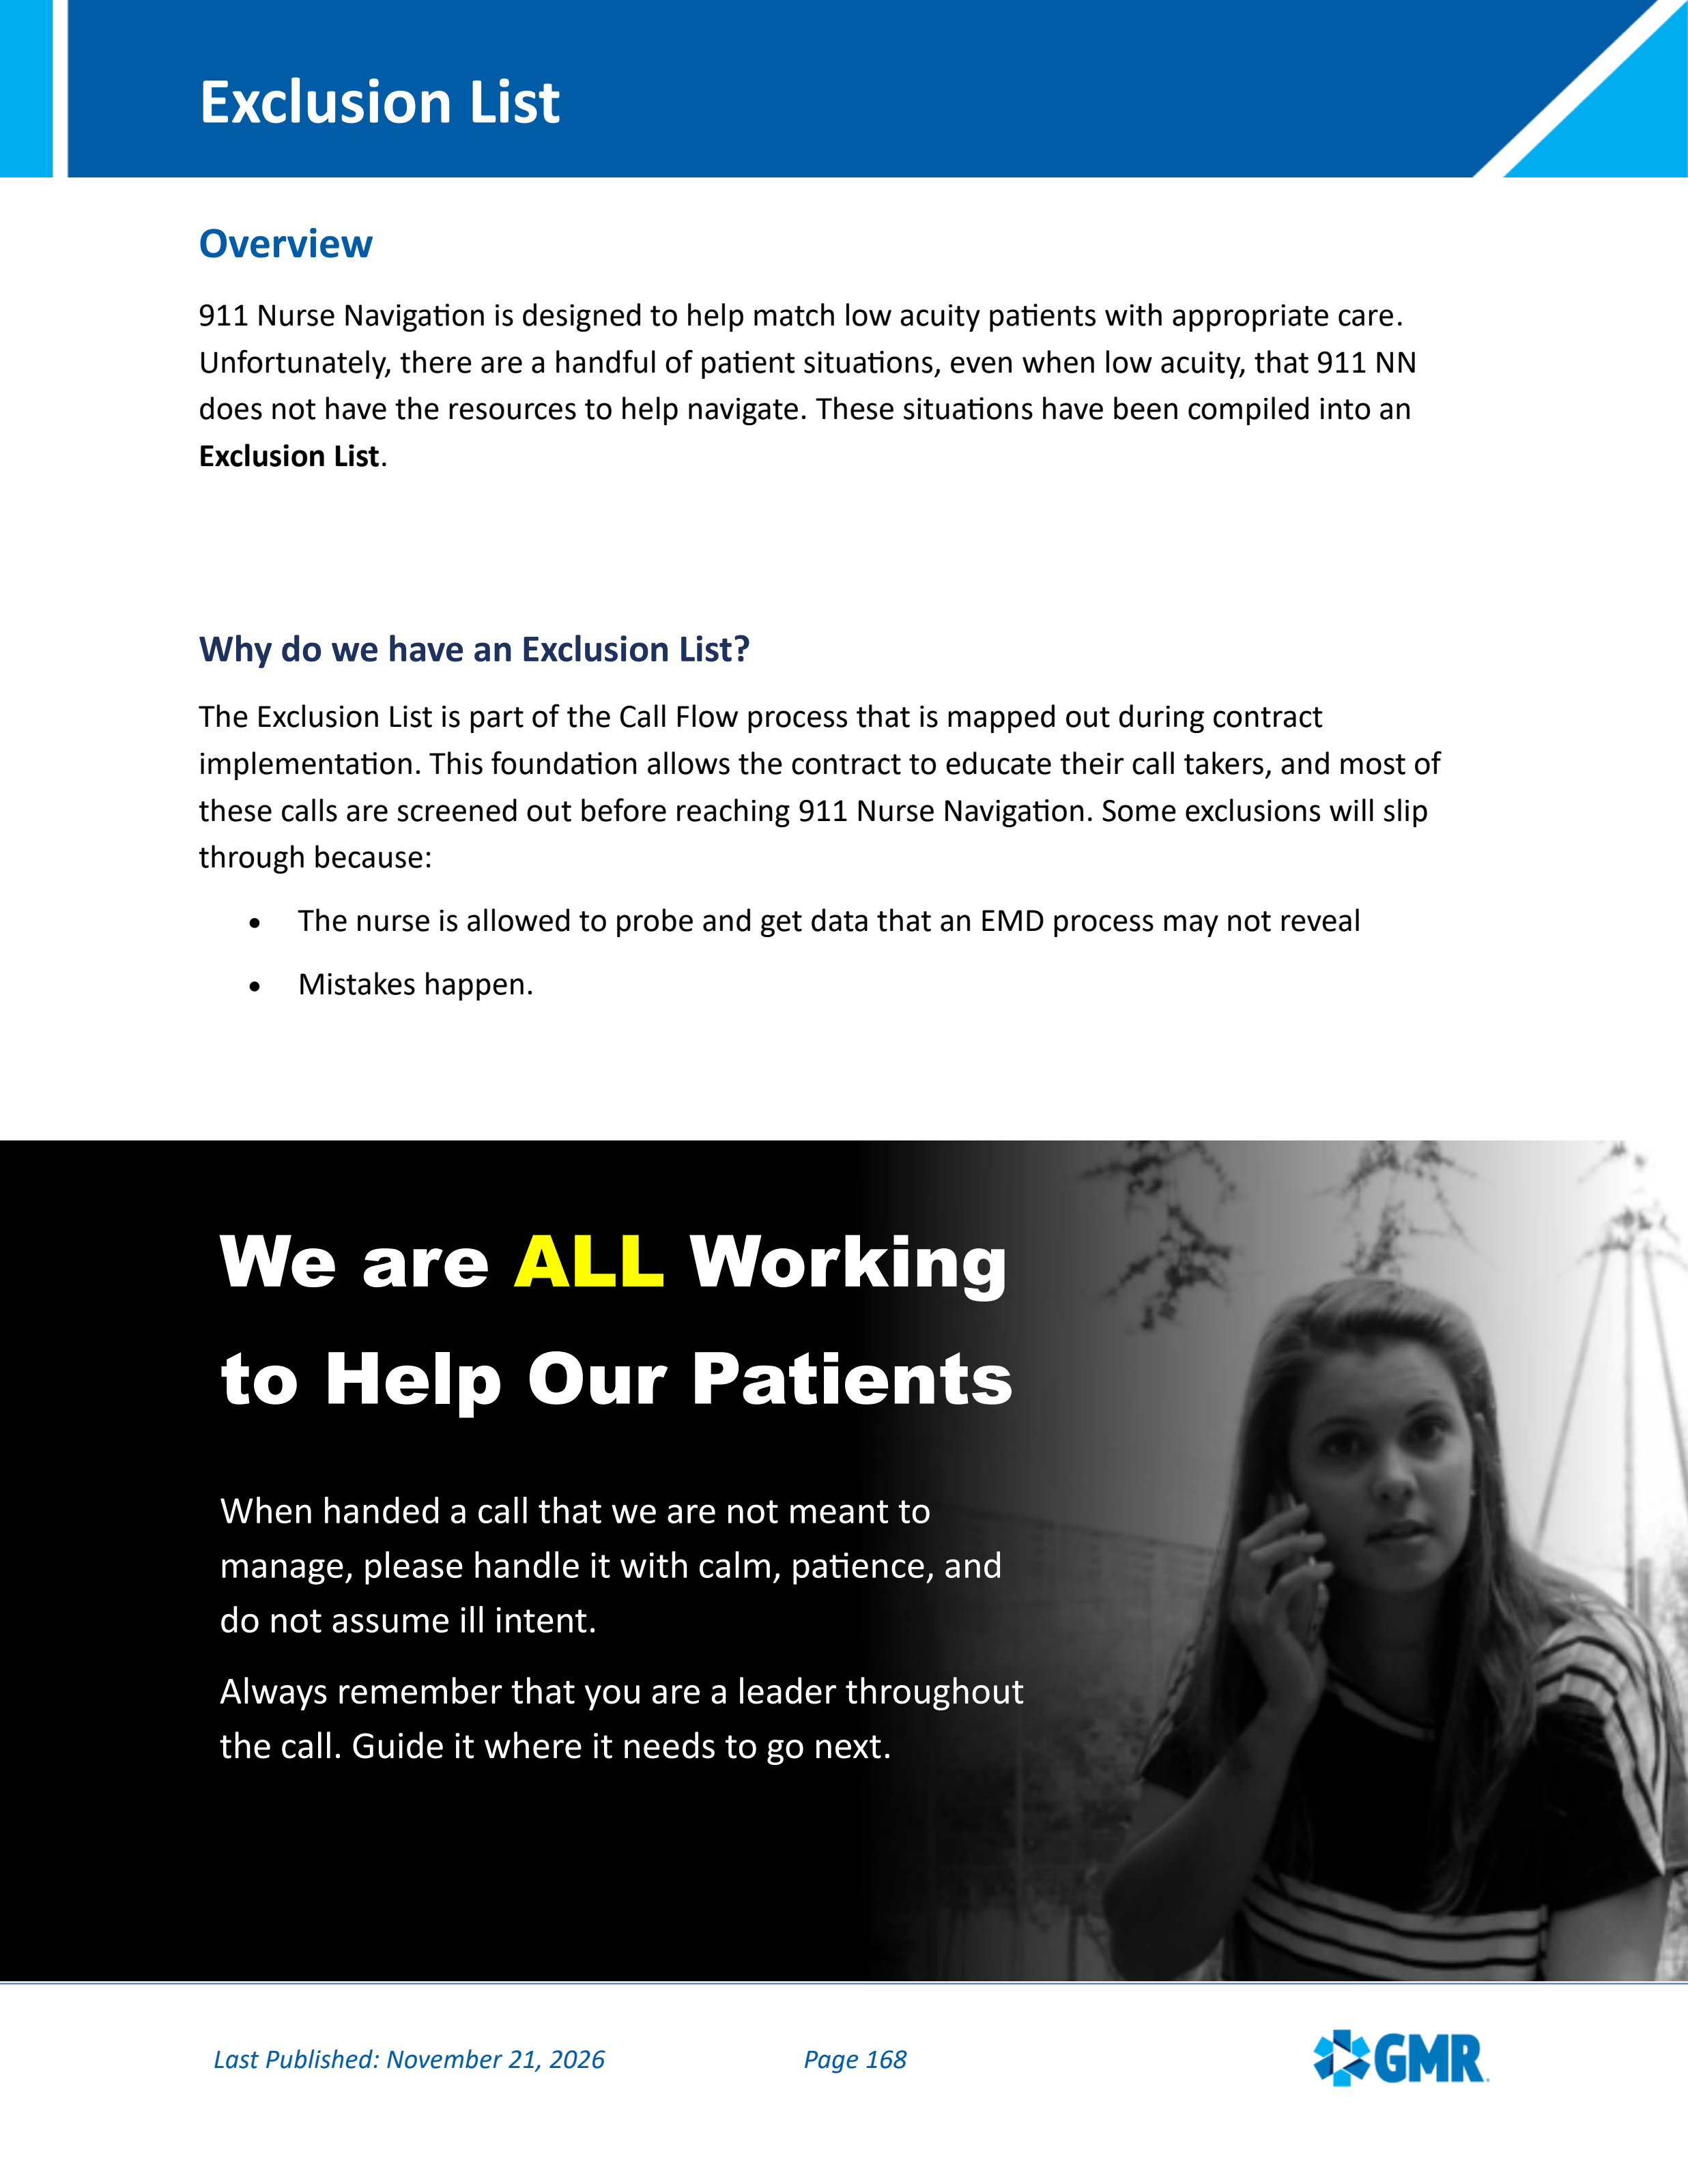 Exclusion List
Overview
911 Nurse Navigation is designed to help match low acuity patients with appropriate care.
Unfortunately, there are a handful of patient situations, even when low acuity, that 911 NN
does not have the resources to help navigate. These situations have been compiled into an
Exclusion List.
Why do we have an Exclusion List?
The Exclusion List is part of the Call Flow process that is mapped out during contract
implementation. This foundation allows the contract to educate their call takers, and most of
these calls are screened out before reaching 911 Nurse Navigation. Some exclusions will slip
through because:
• The nurse is allowed to probe and get data that an EMD process may not reveal
• Mistakes happen.
We are ALL Working
to Help Our Patients
When handed a call that we are not meant to
manage, please handle it with calm, patience, and
do not assume ill intent.
Always remember that you are a leader throughout
the call. Guide it where it needs to go next.
Last Published: November 21, 2026 Page 168 GMR